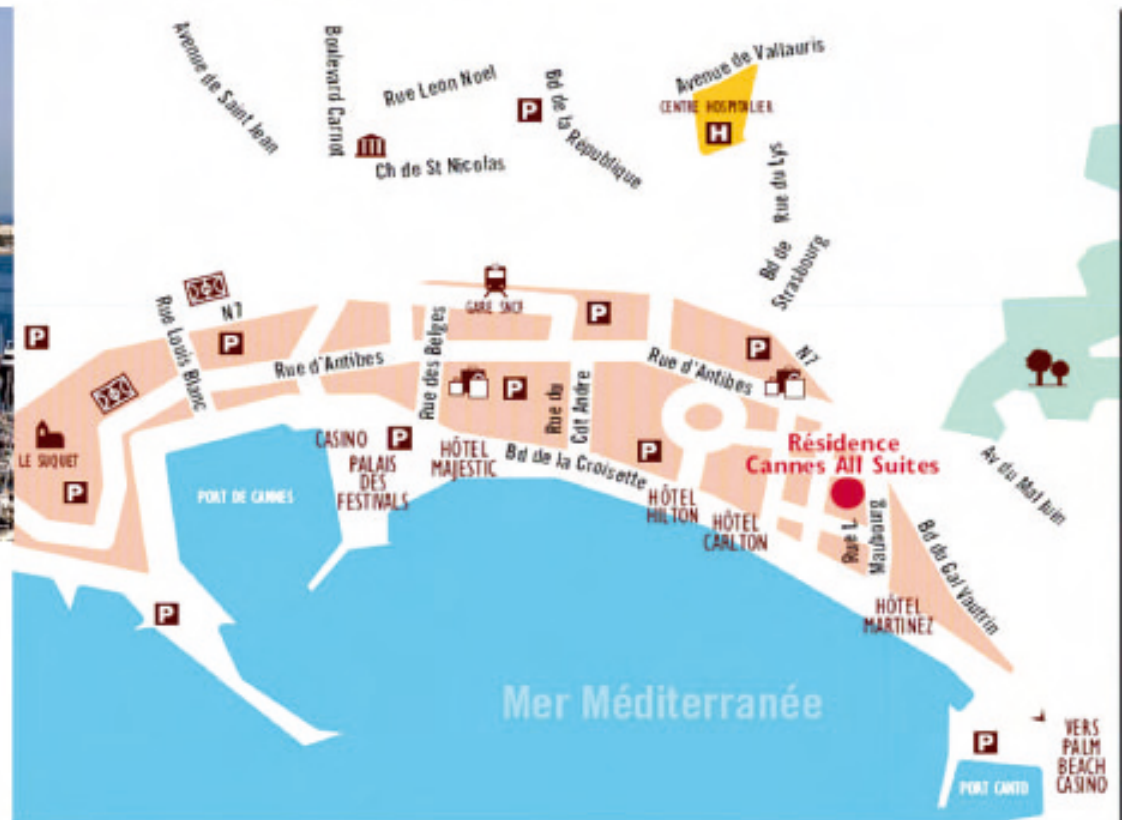 Avenue de Saint Jean
Boulevard Carnot
Rue Leon Noel
Ch de St Nicolas
P
Bd de la République
Avenue de Vallauris
CENTRE HOSPITALIER
H
Rue du Lys
Bd de
Strasbourg
GARE SNCF
N7
Rue Louis Blanc
P
P
P
P
N7
Rue d'Antibes
Rue des Belges
Rue d'Antibes
P
Rue du
Cdt Andre
LE SUQUET
P
PORT DE CANNES
CASINO
P
PALAIS
DES
FESTIVALS
HÔTEL
MAJESTIC
Bd de la Croisette
P
HÔTEL
HILTON
HÔTEL
CARLTON
Résidence
Cannes All Suites
Rue L
Maubourg
Av du Mal Juin
Bd du Gal Vautrin
HÔTEL
MARTINEZ
P
Mer Méditerranée
P
PORT CANTO
VERS
PALM
BEACH
CASINO